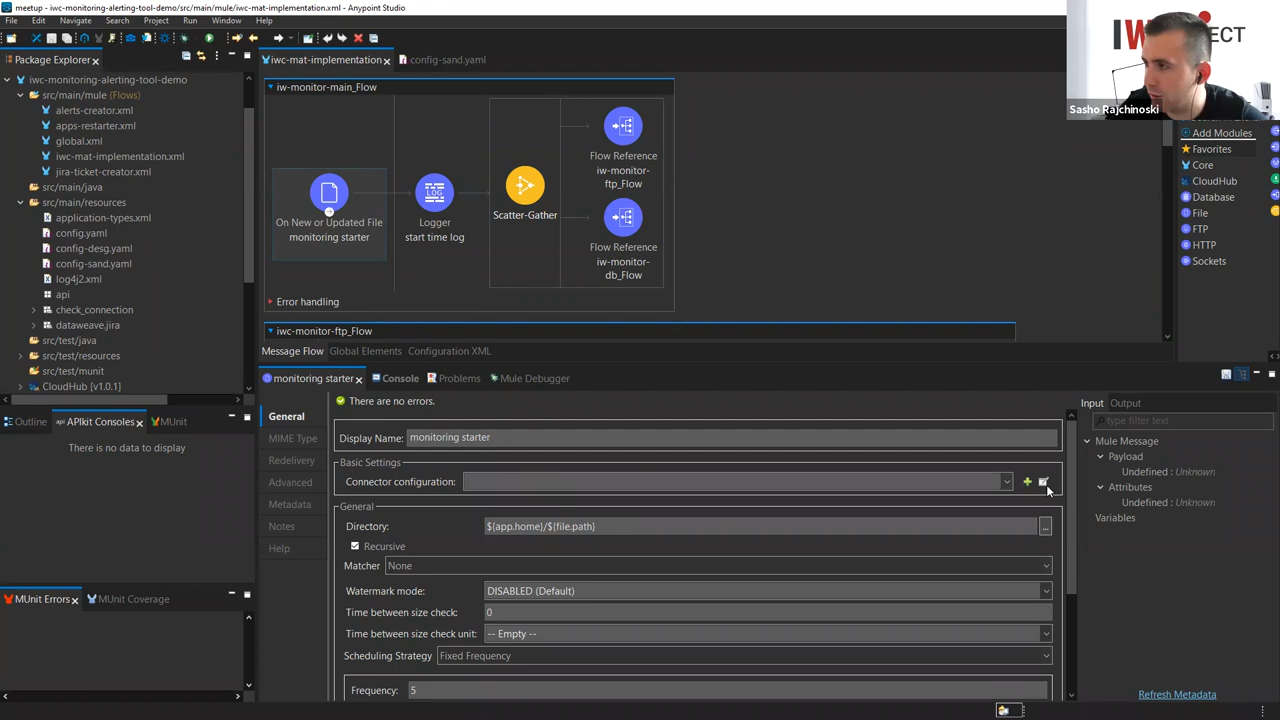 meetup - iwc-monitoring-alerting-tool-demo/src/main/mule/iwc-mat-implementation.xml - Anypoint Studio
File Edit Navigate Search Project Run Window Help
Package Explorer
iwc-monitoring-alerting-tool-demo
src/main/mule (Flows)
alerts-creator.xml
apps-restarter.xml
global.xml
iwc-mat-implementation.xml
jira-ticket-creator.xml
src/main/java
src/main/resources
application-types.xml
config.yaml
config-desg.yaml
config-sand.yaml
log4j2.xml
api
check_connection
dataweave.jira
src/test/java
src/test/resources
src/test/munit
CloudHub [v1.0.1]
Outline
api APIkit Consoles
MUnit
There is no data to display
MUnit Errors
MUnit Coverage
iwc-mat-implementation
config-sand.yaml
iw-monitor-main_Flow
On New or Updated File
monitoring starter
LOG
Logger
start time log
Scatter-Gather
Flow Reference
iw-monitor-
ftp_Flow
Flow Reference
iw-monitor-
db_Flow
Error handling
iwc-monitor-ftp_Flow
Message Flow Global Elements Configuration XML
monitoring starter
Console
Problems
Mule Debugger
General
MIME Type
Redelivery
Advanced
Metadata
Notes
Help
There are no errors.
Display Name: monitoring starter
Basic Settings
Connector configuration:
General
Directory: ${app.home}/${file.path}
...
Recursive
Matcher None
Watermark mode: DISABLED (Default)
Time between size check: 0
Time between size check unit: -- Empty --
Scheduling Strategy Fixed Frequency
Frequency: 5
Sasho Rajchinoski
Add Modules
Favorites
Core
CloudHub
Database
File
FTP
HTTP
Sockets
Input Output
type filter text
Mule Message
Payload
Undefined : Unknown
Attributes
Undefined : Unknown
Variables
Refresh Metadata